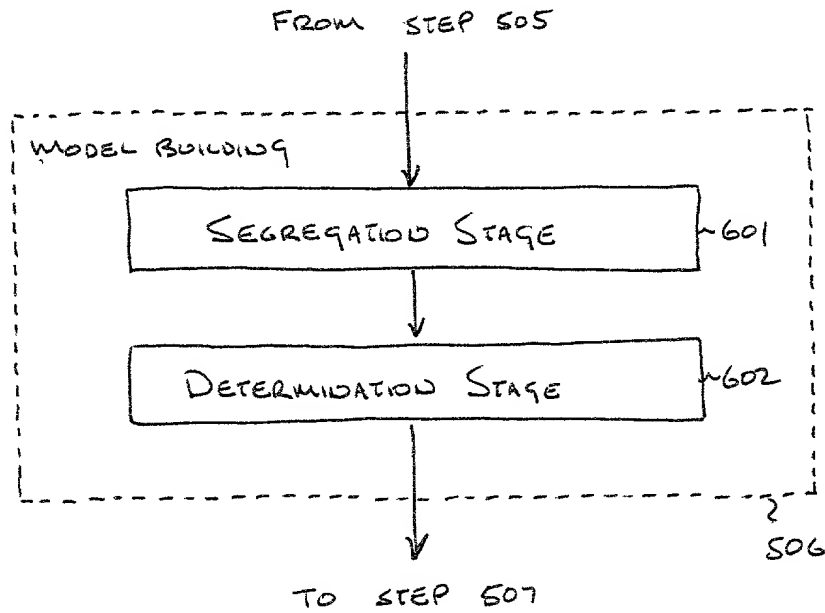 FROM STEP 505
MODEL BUILDING
SEGREGATION STAGE
601
DETERMINATION STAGE
602
506
TO STEP 507